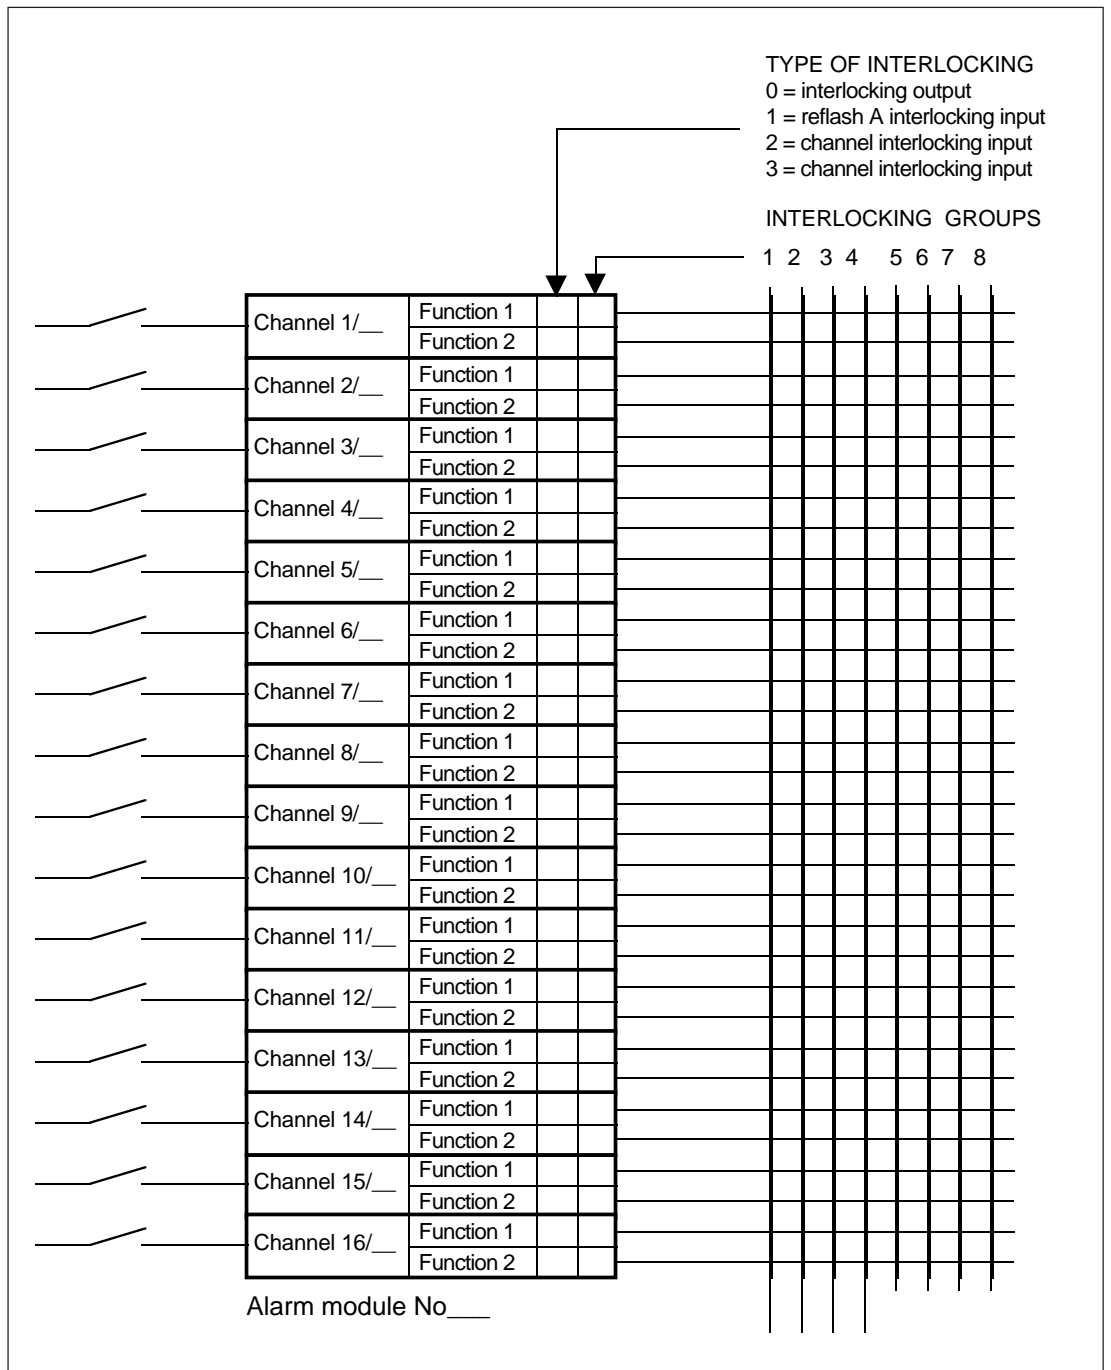 TYPE OF INTERLOCKING
0 = interlocking output
1 = reflash A interlocking input
2 = channel interlocking input
3 = channel interlocking input
INTERLOCKING GROUPS
1 2 3 4 5 6 7 8
Channel 1/__ Function 1
Function 2
Channel 2/__ Function 1
Function 2
Channel 3/__ Function 1
Function 2
Channel 4/__ Function 1
Function 2
Channel 5/__ Function 1
Function 2
Channel 6/__ Function 1
Function 2
Channel 7/__ Function 1
Function 2
Channel 8/__ Function 1
Function 2
Channel 9/__ Function 1
Function 2
Channel 10/__ Function 1
Function 2
Channel 11/__ Function 1
Function 2
Channel 12/__ Function 1
Function 2
Channel 13/__ Function 1
Function 2
Channel 14/__ Function 1
Function 2
Channel 15/__ Function 1
Function 2
Channel 16/__ Function 1
Function 2
Alarm module No___